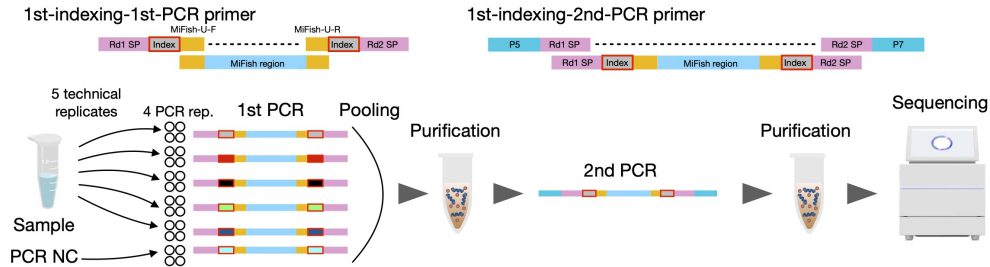 1st-indexing-1st-PCR primer
MiFish-U-F
MiFish-U-R
Rd1 SP
Index
Index
Rd2 SP
MiFish region
1st-indexing-2nd-PCR primer
P5
Rd1 SP
Rd2 SP
P7
Rd1 SP
Index
MiFish region
Index
Rd2 SP
5 technical
replicates
4 PCR rep.
1st PCR
Pooling
Purification
2nd PCR
Purification
Sequencing
Sample
PCR NC